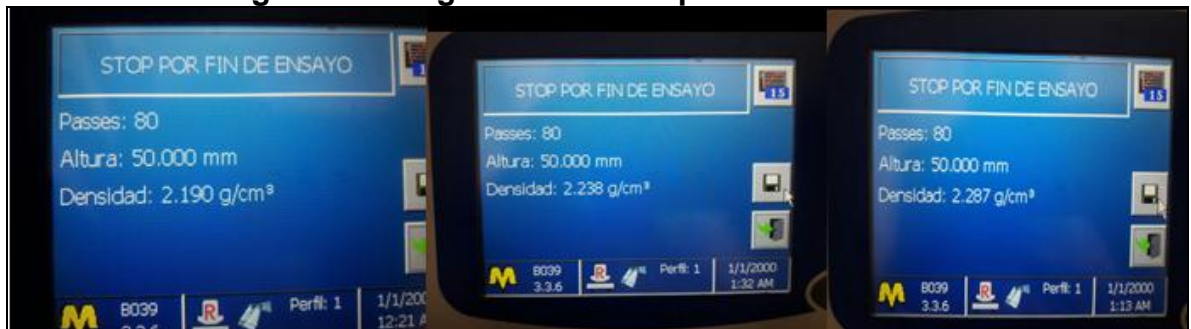 STOP POR FIN DE ENSAYO
Passes: 80
Altura: 50.000 mm
Densidad: 2.190 g/cm³
B039
Perfil: 1
12:21
STOP POR FIN DE ENSAYO
15
Passes: 80
Altura: 50.000 mm
Densidad: 2.238 g/cm³
B039
3.3.6
R
Perfil: 1
1/1/2000
1:32 AM
STOP POR FIN DE ENSAYO
15
Passes: 80
Altura: 50.000 mm
Densidad: 2.287 g/cm³
B039
3.3.6
R
Perfil: 1
1/1/2000
1:13 AM